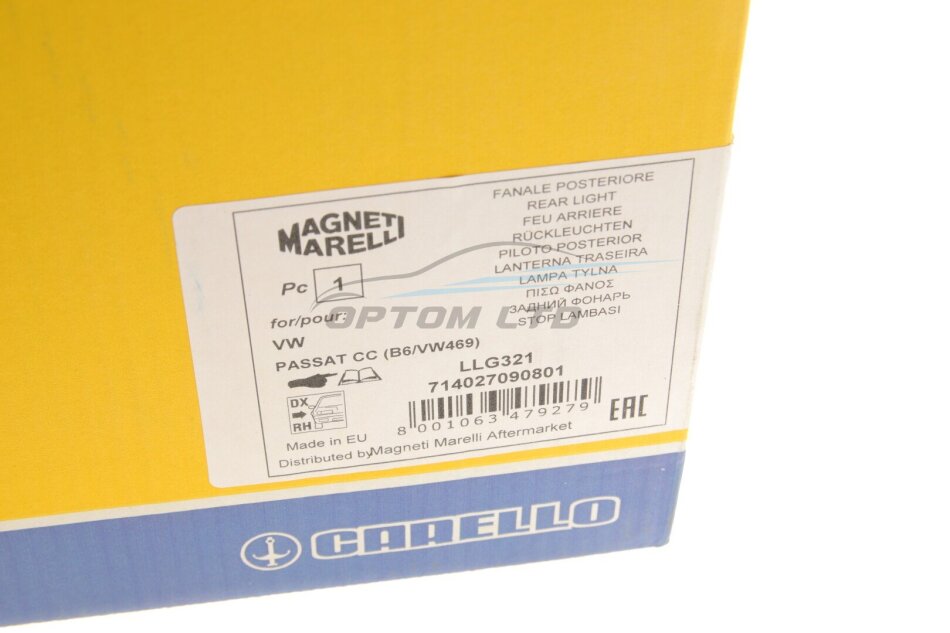 MAGNETI
MARELLI
Pc 1
for/pour:
VW
PASSAT CC (B6/VW469)
DX
RH
Made in EU
Distributed by Magneti Marelli Aftermarket
FANALE POSTERIORE
REAR LIGHT
FEU ARRIERE
RÜCKLEUCHTEN
PILOTO POSTERIOR
LANTERNA TRASEIRA
LAMPA TYLNA
ΠΙΣΩ ΦΑΝΟΣ
ЗАДНИЙ ФОНАРЬ
STOP LAMBASI
LLG321
714027090801
8 001063 479279
EAC
OPTOM LTD
CARELLO